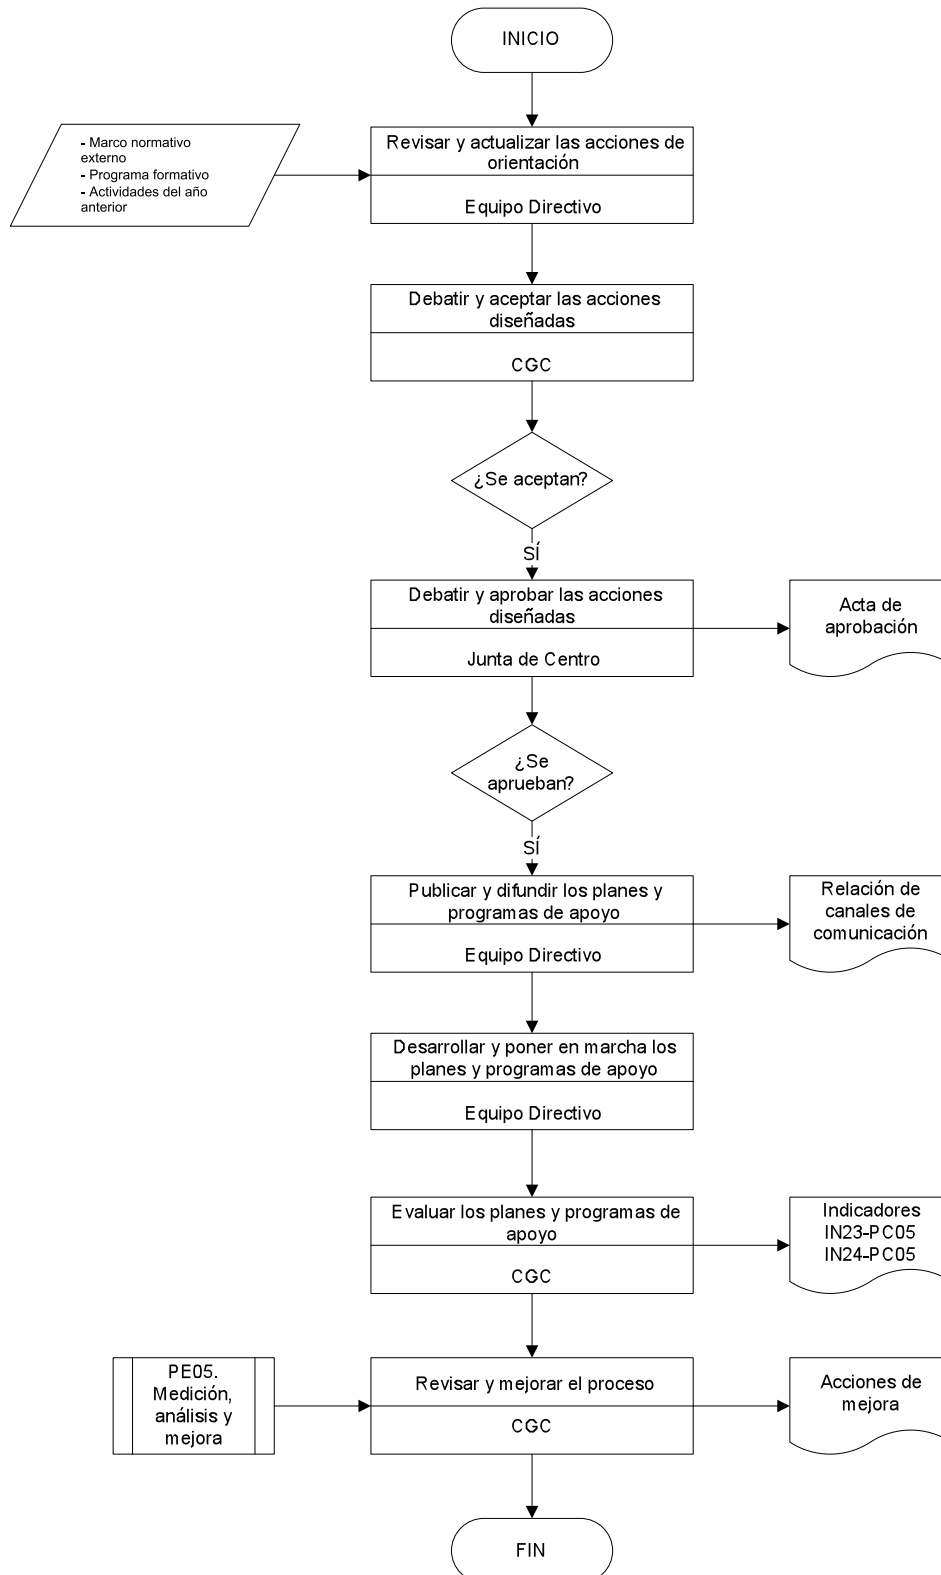 INICIO
- Marco normativo
externo
- Programa formativo
- Actividades del año
anterior
Revisar y actualizar las acciones de
orientación
Equipo Directivo
Debatir y aceptar las acciones
diseñadas
CGC
¿Se aceptan?
SÍ
Debatir y aprobar las acciones
diseñadas
Junta de Centro
Acta de
aprobación
¿Se
aprueban?
SÍ
Publicar y difundir los planes y
programas de apoyo
Equipo Directivo
Relación de
canales de
comunicación
Desarrollar y poner en marcha los
planes y programas de apoyo
Equipo Directivo
Evaluar los planes y programas de
apoyo
CGC
Indicadores
IN23-PC05
IN24-PC05
PE05.
Medición,
análisis y
mejora
Revisar y mejorar el proceso
CGC
Acciones de
mejora
FIN